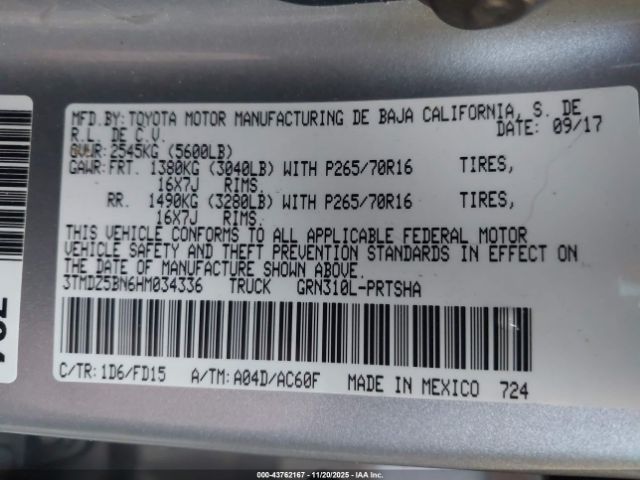 MFD.BY: TOYOTA MOTOR MANUFACTURING DE BAJA CALIFORNIA, S. DE
R.L. DE C.V. DATE: 09/17
GVWR: 2545KG (5600LB)
GAWR: FRT. 1380KG (3040LB) WITH P265/70R16 TIRES,
16X7J RIMS
RR. 1490KG (3280LB) WITH P265/70R16 TIRES,
16X7J RIMS.
THIS VEHICLE CONFORMS TO ALL APPLICABLE FEDERAL MOTOR
VEHICLE SAFETY AND THEFT PREVENTION STANDARDS IN EFFECT ON
THE DATE OF MANUFACTURE SHOWN ABOVE.
3TMDZ5BN6HM034336 TRUCK GRN310L-PRTSHA
C/TR: 1D6/FD15 A/TM: A04D/AC60F MADE IN MEXICO 724
000-43762167 - 11/20/2025 - IAAI.com